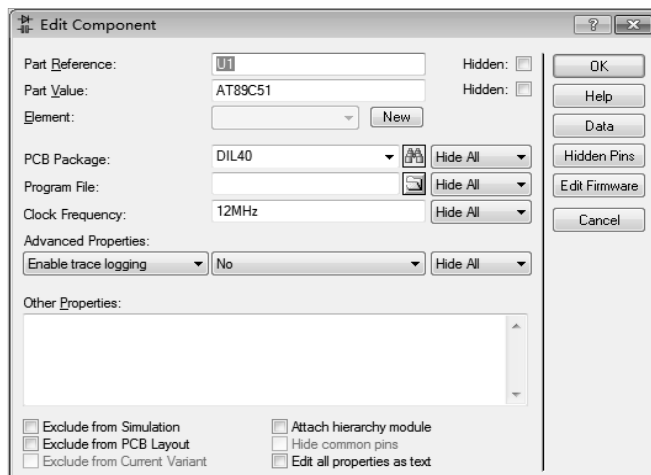 Edit Component
Part Reference: U1 Hidden: OK
Part Value: AT89C51 Hidden: Help
Element: New Data
PCB Package: DIL40 Hide All Hidden Pins
Program File: Hide All Edit Firmware
Clock Frequency: 12MHz Hide All Cancel
Advanced Properties:
Enable trace logging No Hide All
Other Properties:
Exclude from Simulation Attach hierarchy module
Exclude from PCB Layout Hide common pins
Exclude from Current Variant Edit all properties as text